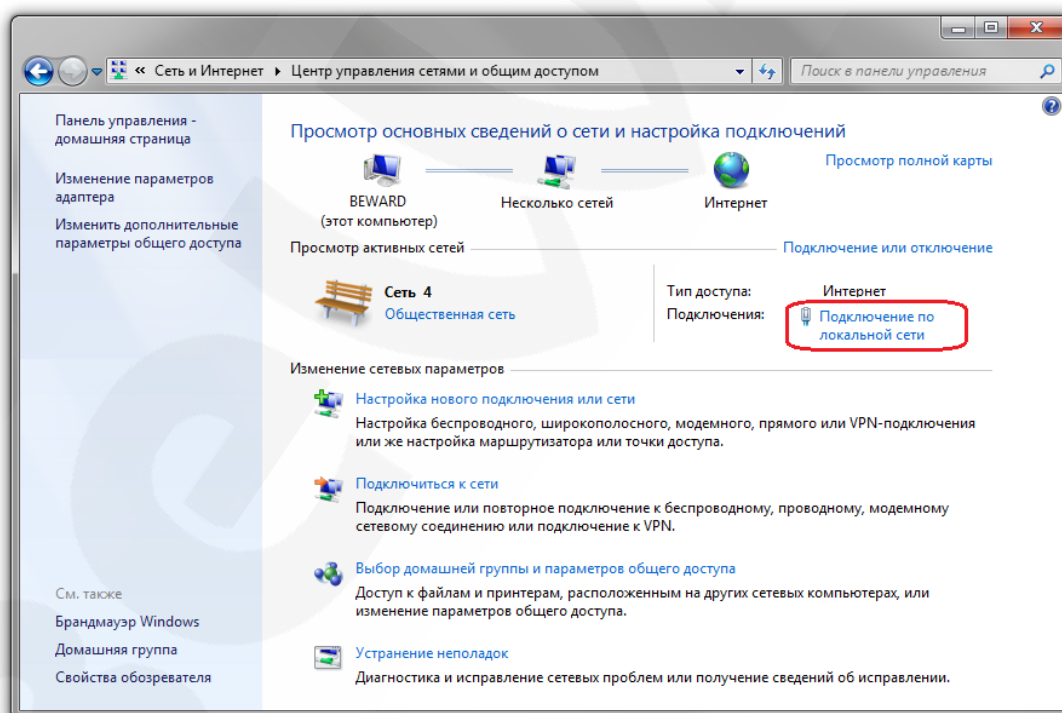 « Сеть и Интернет ▸ Центр управления сетями и общим доступом
Поиск в панели управления
Панель управления -
домашняя страница
Изменение параметров
адаптера
Изменить дополнительные
параметры общего доступа
Просмотр основных сведений о сети и настройка подключений
Просмотр полной карты
BEWARD
(этот компьютер)
Несколько сетей
Интернет
Просмотр активных сетей
Подключение или отключение
Сеть 4
Общественная сеть
Тип доступа: Интернет
Подключения: Подключение по
локальной сети
Изменение сетевых параметров
Настройка нового подключения или сети
Настройка беспроводного, широкополосного, модемного, прямого или VPN-подключения
или же настройка маршрутизатора или точки доступа.
Подключиться к сети
Подключение или повторное подключение к беспроводному, проводному, модемному
сетевому соединению или подключение к VPN.
Выбор домашней группы и параметров общего доступа
Доступ к файлам и принтерам, расположенным на других сетевых компьютерах, или
изменение параметров общего доступа.
Устранение неполадок
Диагностика и исправление сетевых проблем или получение сведений об исправлении.
См. также
Брандмауэр Windows
Домашняя группа
Свойства обозревателя